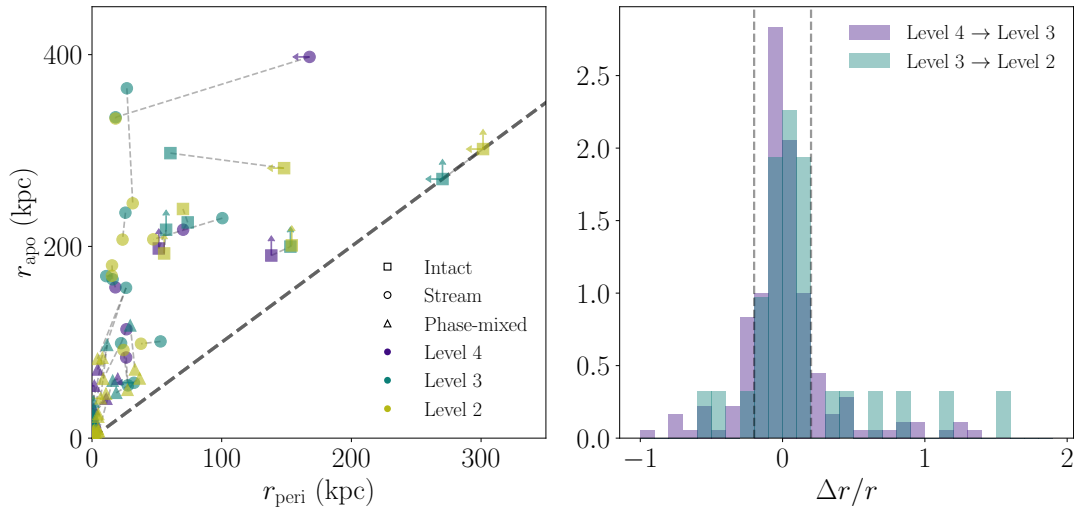 400
200
0
r_apo (kpc)
0
100
200
300
r_peri (kpc)
Intact
Stream
Phase-mixed
Level 4
Level 3
Level 2
2.5
2.0
1.5
1.0
0.5
0.0
−1
0
1
2
Δr/r
Level 4 → Level 3
Level 3 → Level 2